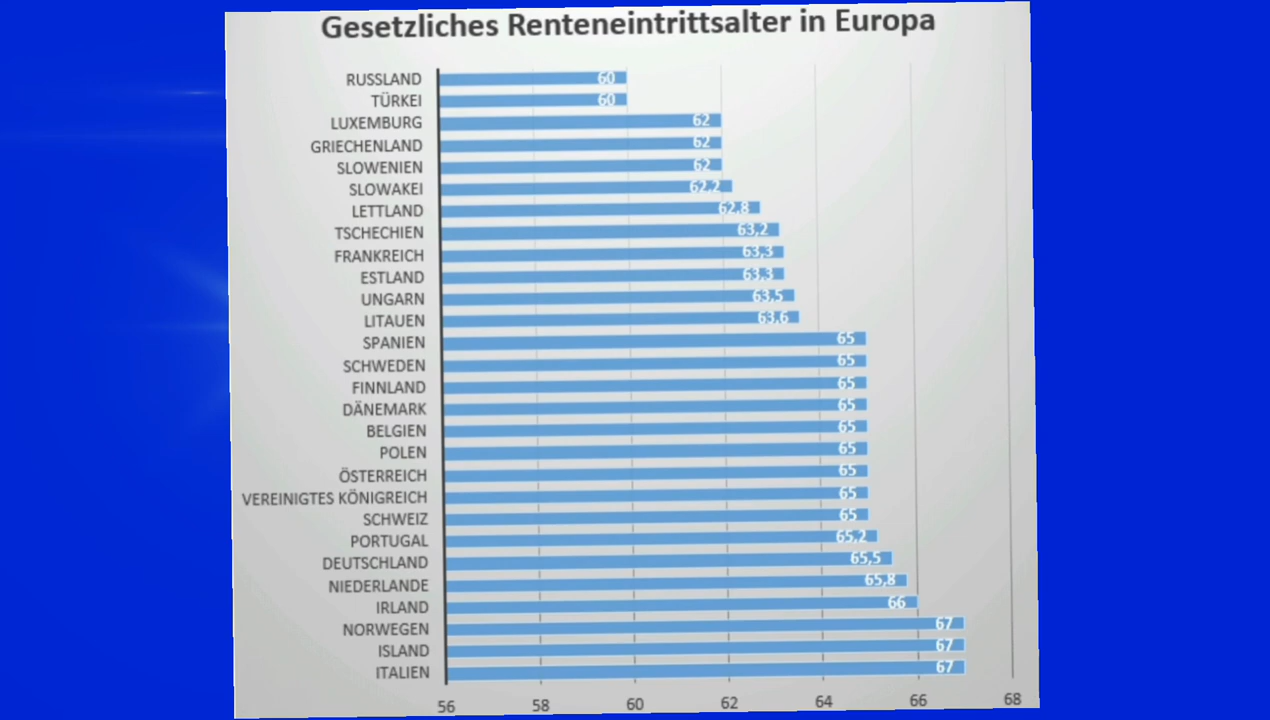 Gesetzliches Renteneintrittsalter in Europa
RUSSLAND 60
TÜRKEI 60
LUXEMBURG 62
GRIECHENLAND 62
SLOWENIEN 62
SLOWAKEI 62,2
LETTLAND 62,8
TSCHECHIEN 63,2
FRANKREICH 63,3
ESTLAND 63,3
UNGARN 63,5
LITAUEN 63,6
SPANIEN 65
SCHWEDEN 65
FINNLAND 65
DÄNEMARK 65
BELGIEN 65
POLEN 65
ÖSTERREICH 65
VEREINIGTES KÖNIGREICH 65
SCHWEIZ 65
PORTUGAL 65,2
DEUTSCHLAND 65,5
NIEDERLANDE 65,8
IRLAND 66
NORWEGEN 67
ISLAND 67
ITALIEN 67
56 58 60 62 64 66 68